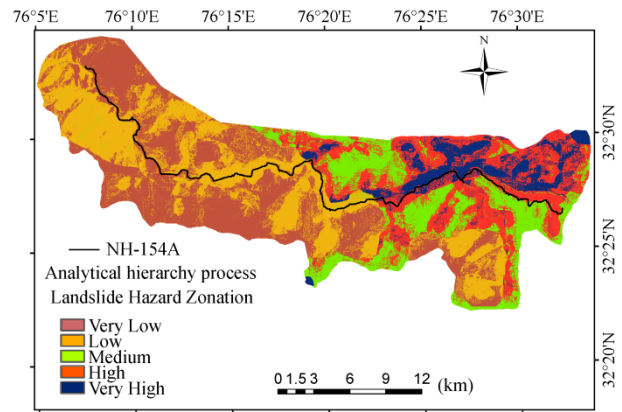 76°5'E 76°10'E 76°15'E 76°20'E 76°25'E 76°30'E
N
32°30'N
32°25'N
32°20'N
NH-154A
Analytical hierarchy process
Landslide Hazard Zonation
Very Low
Low
Medium
High
Very High
0 1.5 3 6 9 12 (km)